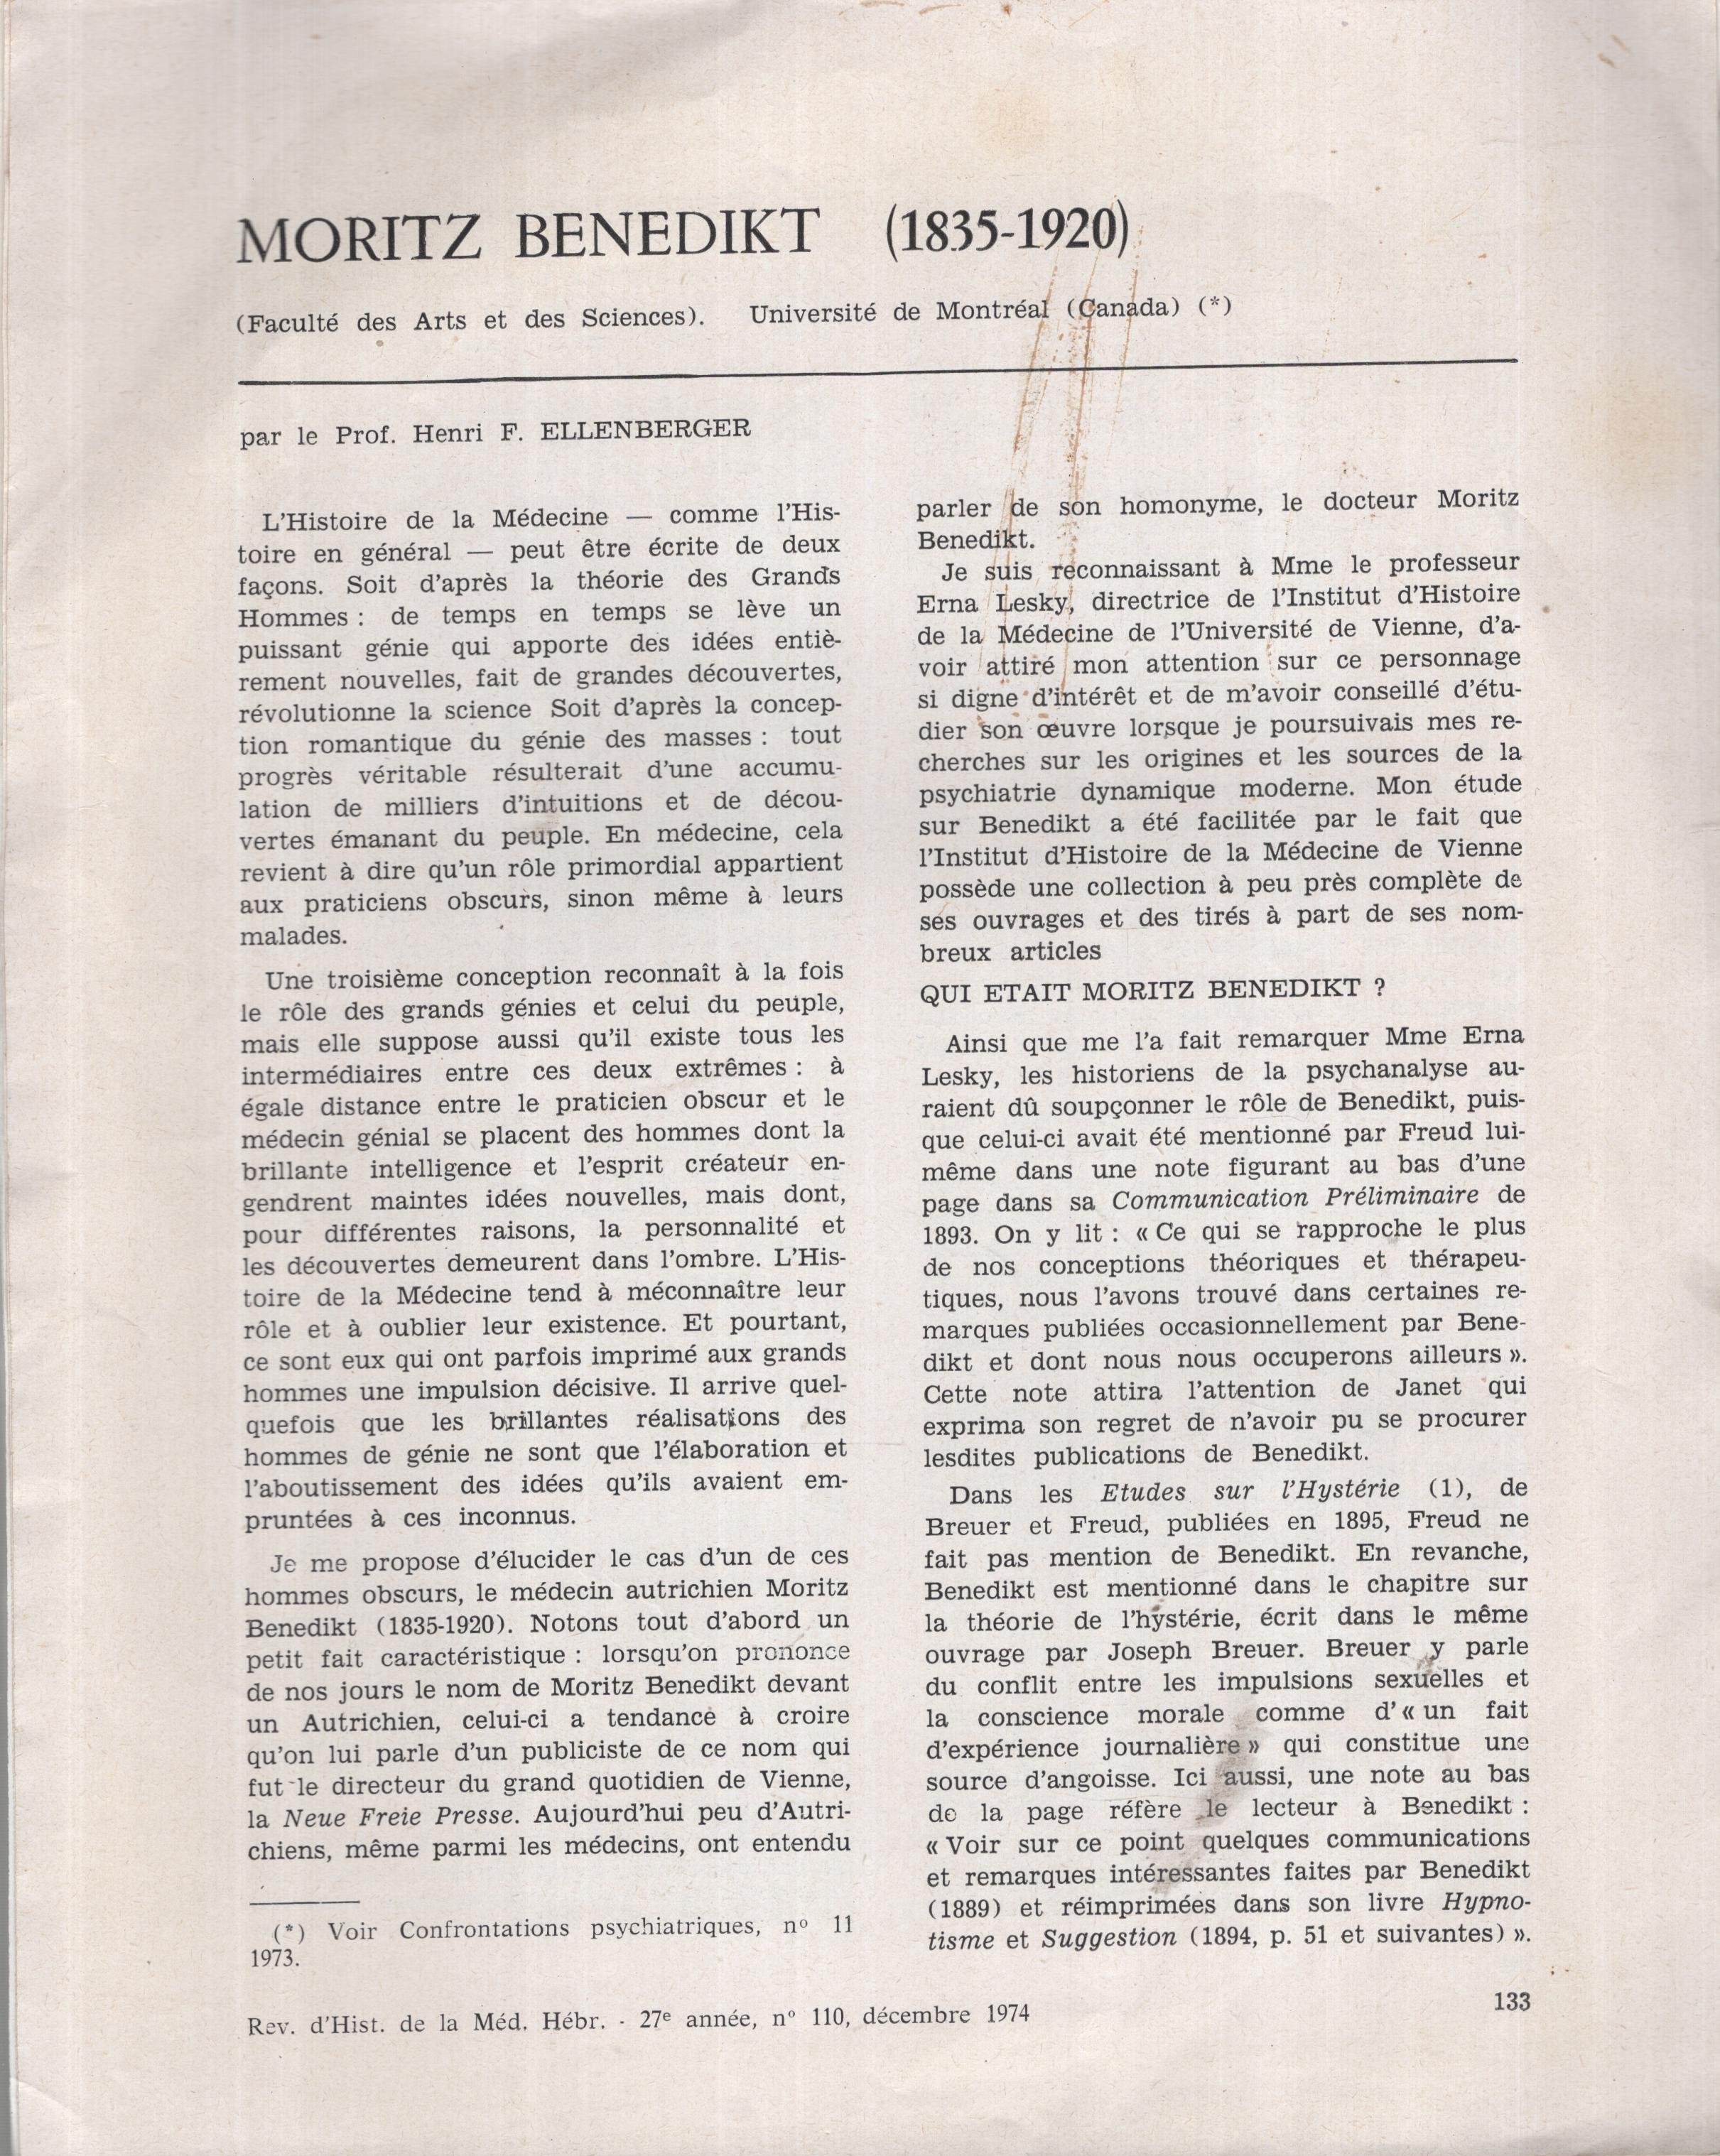 MORITZ BENEDIKT (1835-1920)
(Faculté des Arts et des Sciences). Université de Montréal (Canada) (*)
par le Prof. Henri F. ELLENBERGER
L'Histoire de la Médecine — comme l'His-
toire en général — peut être écrite de deux
façons. Soit d'après la théorie des Grands
Hommes : de temps en temps se lève un
puissant génie qui apporte des idées entiè-
rement nouvelles, fait de grandes découvertes,
révolutionne la science Soit d'après la concep-
tion romantique du génie des masses : tout
progrès véritable résulterait d'une accumu-
lation de milliers d'intuitions et de décou-
vertes émanant du peuple. En médecine, cela
revient à dire qu'un rôle primordial appartient
aux praticiens obscurs, sinon même à leurs
malades.
Une troisième conception reconnaît à la fois
le rôle des grands génies et celui du peuple,
mais elle suppose aussi qu'il existe tous les
intermédiaires entre ces deux extrêmes : à
égale distance entre le praticien obscur et le
médecin génial se placent des hommes dont la
brillante intelligence et l'esprit créateur en-
gendrent maintes idées nouvelles, mais dont,
pour différentes raisons, la personnalité et
les découvertes demeurent dans l'ombre. L'His-
toire de la Médecine tend à méconnaître leur
rôle et à oublier leur existence. Et pourtant,
ce sont eux qui ont parfois imprimé aux grands
hommes une impulsion décisive. Il arrive quel-
quefois que les brillantes réalisations des
hommes de génie ne sont que l'élaboration et
l'aboutissement des idées qu'ils avaient em-
pruntées à ces inconnus.
Je me propose d'élucider le cas d'un de ces
hommes obscurs, le médecin autrichien Moritz
Benedikt (1835-1920). Notons tout d'abord un
petit fait caractéristique : lorsqu'on prononce
de nos jours le nom de Moritz Benedikt devant
un Autrichien, celui-ci a tendance à croire
qu'on lui parle d'un publiciste de ce nom qui
fut le directeur du grand quotidien de Vienne,
la Neue Freie Presse. Aujourd'hui peu d'Autri-
chiens, même parmi les médecins, ont entendu
(*) Voir Confrontations psychiatriques, nº 11
1973.
parler de son homonyme, le docteur Moritz
Benedikt.
Je suis reconnaissant à Mme le professeur
Erna Lesky, directrice de l'Institut d'Histoire
de la Médecine de l'Université de Vienne, d'a-
voir attiré mon attention sur ce personnage
si digne d'intérêt et de m'avoir conseillé d'étu-
dier son œuvre lorsque je poursuivais mes re-
cherches sur les origines et les sources de la
psychiatrie dynamique moderne. Mon étude
sur Benedikt a été facilitée par le fait que
l'Institut d'Histoire de la Médecine de Vienne
possède une collection à peu près complète de
ses ouvrages et des tirés à part de ses nom-
breux articles
QUI ETAIT MORITZ BENEDIKT ?
Ainsi que me l'a fait remarquer Mme Erna
Lesky, les historiens de la psychanalyse au-
raient dû soupçonner le rôle de Benedikt, puis-
que celui-ci avait été mentionné par Freud lui-
même dans une note figurant au bas d'une
page dans sa Communication Préliminaire de
1893. On y lit : « Ce qui se rapproche le plus
de nos conceptions théoriques et thérapeu-
tiques, nous l'avons trouvé dans certaines re-
marques publiées occasionnellement par Bene-
dikt et dont nous nous occuperons ailleurs ».
Cette note attira l'attention de Janet qui
exprima son regret de n'avoir pu se procurer
lesdites publications de Benedikt.
Dans les Etudes sur l'Hystérie (1), de
Breuer et Freud, publiées en 1895, Freud ne
fait pas mention de Benedikt. En revanche,
Benedikt est mentionné dans le chapitre sur
la théorie de l'hystérie, écrit dans le même
ouvrage par Joseph Breuer. Breuer y parle
du conflit entre les impulsions sexuelles et
la conscience morale comme d'« un fait
d'expérience journalière » qui constitue une
source d'angoisse. Ici aussi, une note au bas
de la page réfère le lecteur à Benedikt :
« Voir sur ce point quelques communications
et remarques intéressantes faites par Benedikt
(1889) et réimprimées dans son livre Hypno-
tisme et Suggestion (1894, p. 51 et suivantes) ».
Rev. d'Hist. de la Méd. Hébr. - 27e année, nº 110, décembre 1974
133